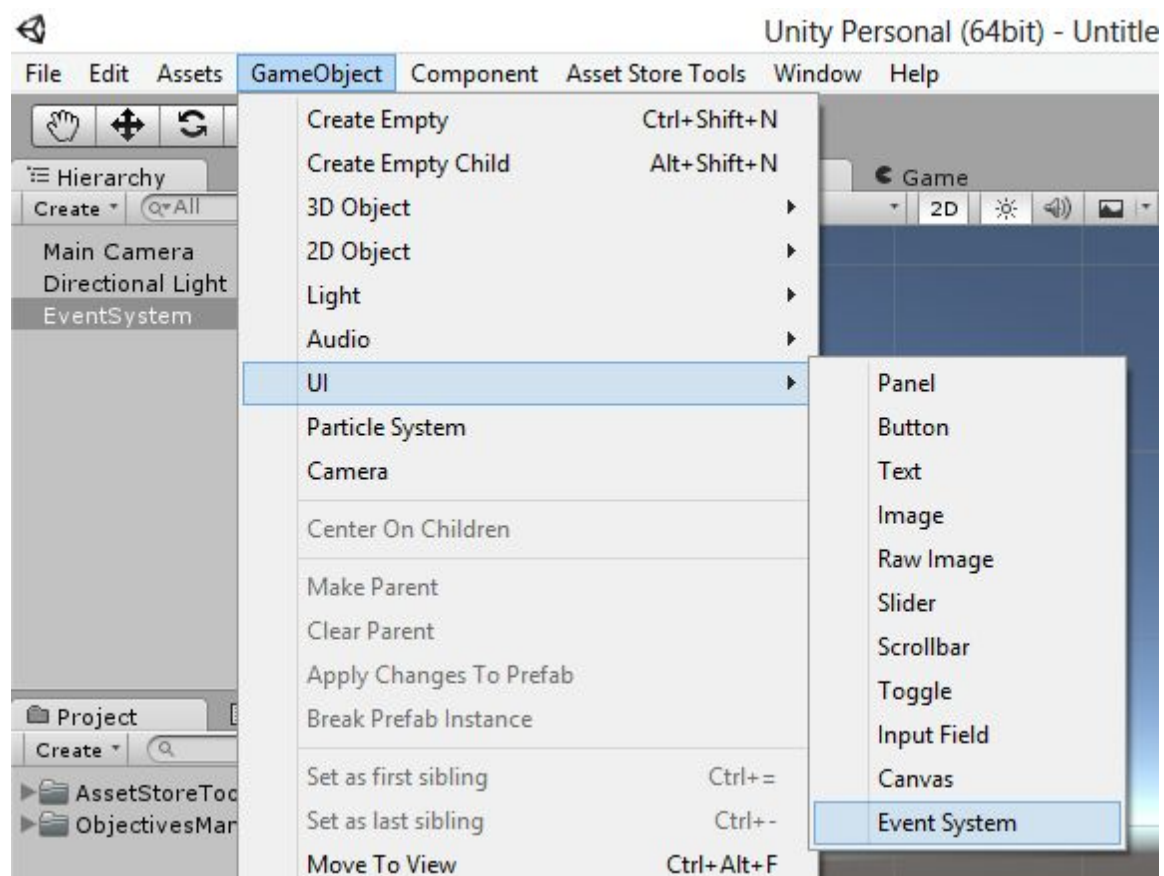 Unity Personal (64bit) - Untitle
File Edit Assets GameObject Component Asset Store Tools Window Help
Create Empty Ctrl+Shift+N
Create Empty Child Alt+Shift+N
Hierarchy
Game
Create All
3D Object
2D
Main Camera
2D Object
Directional Light
Light
EventSystem
Audio
UI
Particle System
Camera
Center On Children
Make Parent
Clear Parent
Apply Changes To Prefab
Break Prefab Instance
Set as first sibling Ctrl+=
Set as last sibling Ctrl+-
Move To View Ctrl+Alt+F
Panel
Button
Text
Image
Raw Image
Slider
Scrollbar
Toggle
Input Field
Canvas
Event System
Project
Create
AssetStoreToo
ObjectivesMar